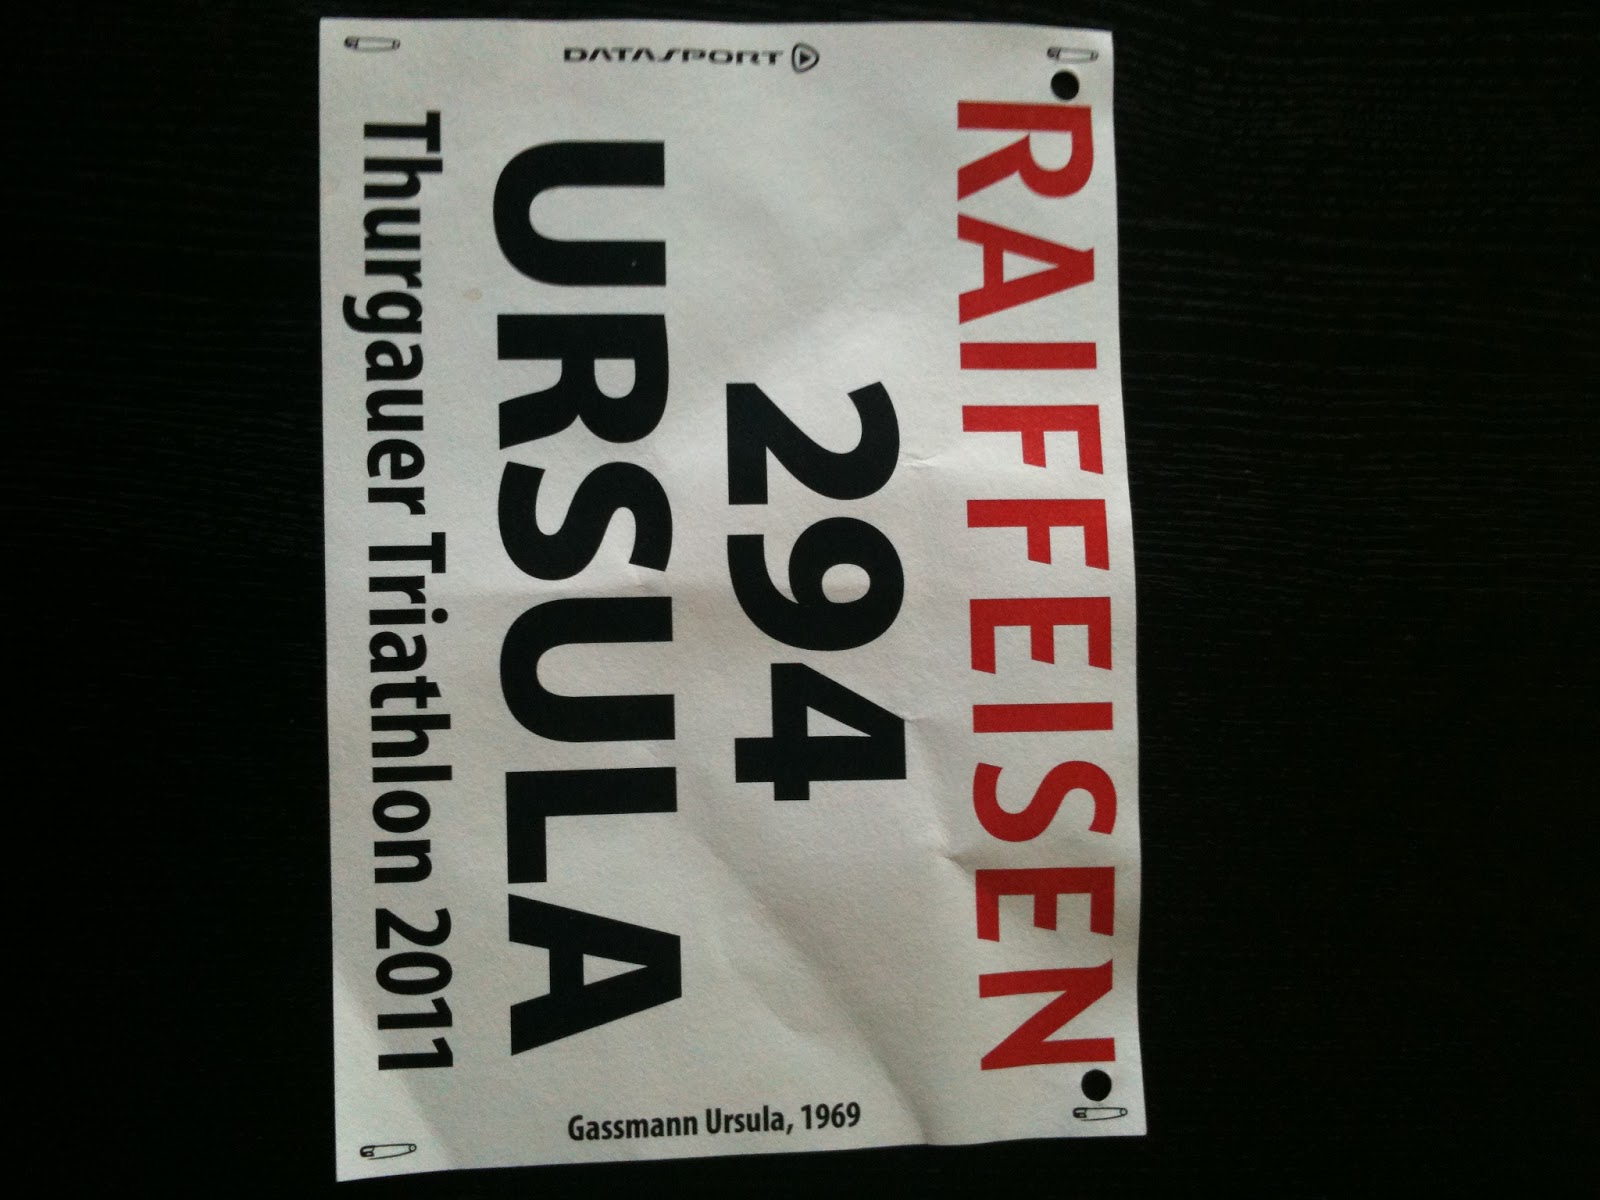 RAIFFEISEN
294
URSULA
Thurgauer Triathlon 2011
DATASPORT
Gassmann Ursula, 1969